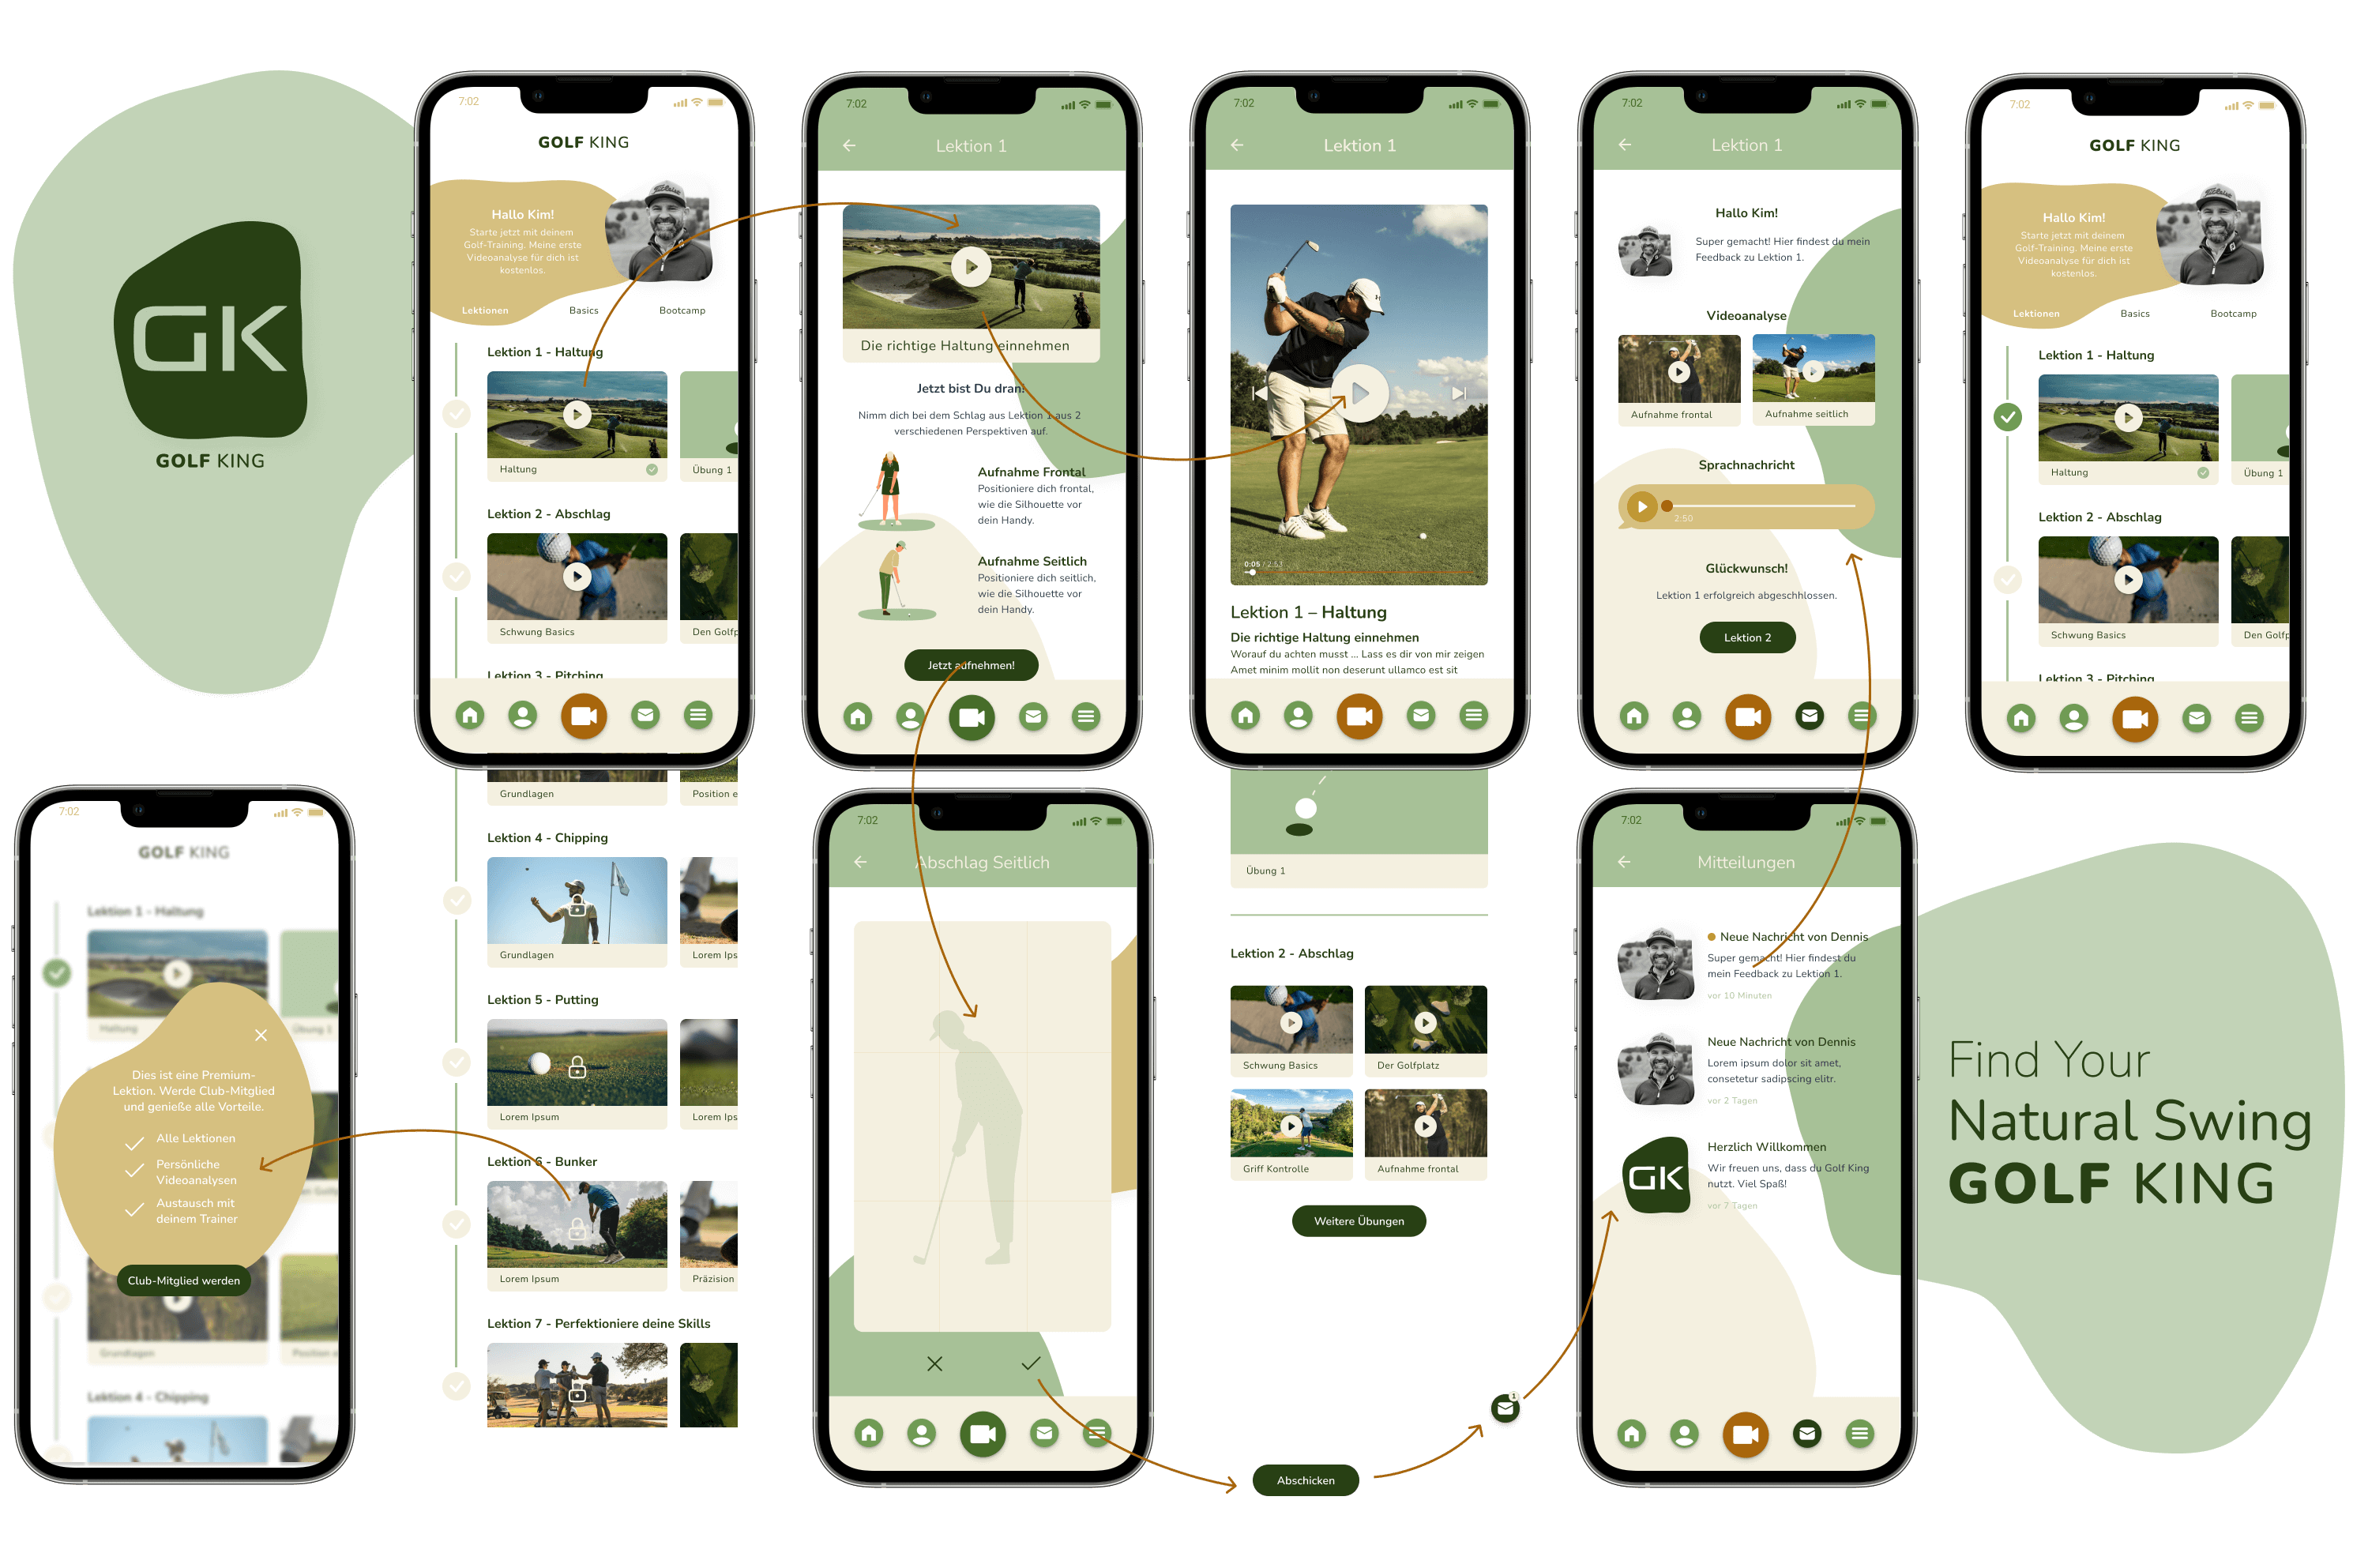 GK
GOLF KING
7:02
GOLF KING
Hallo Kim!
Starte jetzt mit deinem
Golf-Training. Meine erste
Videoanalyse für dich ist
kostenlos.
Lektionen
Basics
Bootcamp
Lektion 1 - Haltung
Haltung
Übung 1
Lektion 2 - Abschlag
Schwung Basics
Den Golfp
Lektion 3 - Pitching
Grundlagen
Position e
Lektion 4 - Chipping
Grundlagen
Lorem Ips
Lektion 5 - Putting
Lorem Ipsum
Lorem Ips
Lektion 6 - Bunker
Lorem Ipsum
Präzision
Lektion 7 - Perfektioniere deine Skills
7:02
Lektion 1
Die richtige Haltung einnehmen
Jetzt bist Du dran!
Nimm dich bei dem Schlag aus Lektion 1 aus 2
verschiedenen Perspektiven auf.
Aufnahme Frontal
Positioniere dich frontal,
wie die Silhouette vor
dein Handy.
Aufnahme Seitlich
Positioniere dich seitlich,
wie die Silhouette vor
dein Handy.
Jetzt aufnehmen!
7:02
Lektion 1
0:05 / 2:53
Lektion 1 – Haltung
Die richtige Haltung einnehmen
Worauf du achten musst ... Lass es dir von mir zeigen
Amet minim mollit non deserunt ullamco est sit
Übung 1
Lektion 2 - Abschlag
Schwung Basics
Der Golfplatz
Griff Kontrolle
Aufnahme frontal
Weitere Übungen
7:02
Lektion 1
Hallo Kim!
Super gemacht! Hier findest du mein
Feedback zu Lektion 1.
Videoanalyse
Aufnahme frontal
Aufnahme seitlich
Sprachnachricht
2:50
Glückwunsch!
Lektion 1 erfolgreich abgeschhlossen.
Lektion 2
7:02
GOLF KING
Hallo Kim!
Starte jetzt mit deinem
Golf-Training. Meine erste
Videoanalyse für dich ist
kostenlos.
Lektionen
Basics
Bootcamp
Lektion 1 - Haltung
Haltung
Übung 1
Lektion 2 - Abschlag
Schwung Basics
Den Golfp
Lektion 3 - Pitching
7:02
GOLF KING
Lektion 1 - Haltung
Haltung
Übung 1
Dies ist eine Premium-
Lektion. Werde Club-Mitglied
und genieße alle Vorteile.
Alle Lektionen
Persönliche
Videoanalysen
Austausch mit
deinem Trainer
Club-Mitglied werden
Grundlagen
Position e
Lektion 4 - Chipping
7:02
Abschlag Seitlich
Abschicken
1
7:02
Mitteilungen
Neue Nachricht von Dennis
Super gemacht! Hier findest du
mein Feedback zu Lektion 1.
vor 10 Minuten
Neue Nachricht von Dennis
Lorem ipsum dolor sit amet,
consetetur sadipscing elitr.
vor 2 Tagen
GK
Herzlich Willkommen
Wir freuen uns, dass du Golf King
nutzt. Viel Spaß!
vor 7 Tagen
Find Your
Natural Swing
GOLF KING